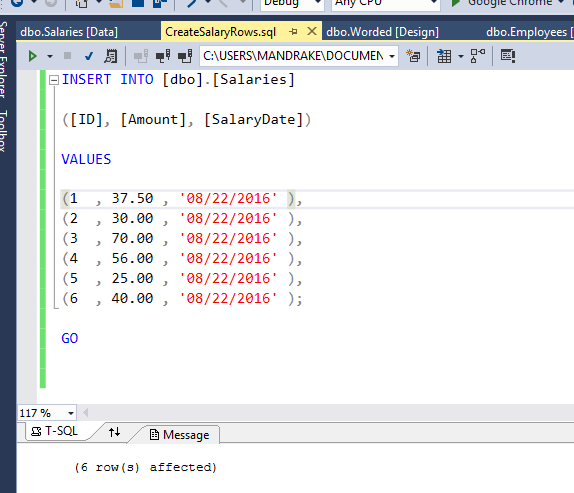 Debug Any CPU Google Chrome
dbo.Salaries [Data] CreateSalaryRows.sql dbo.Worded [Design] dbo.Employees [
C:\USERS\MANDRAKE\DOCUMEN
Server Explorer
Toolbox
INSERT INTO [dbo].[Salaries]
([ID], [Amount], [SalaryDate])
VALUES
(1 , 37.50 , '08/22/2016' ),
(2 , 30.00 , '08/22/2016' ),
(3 , 70.00 , '08/22/2016' ),
(4 , 56.00 , '08/22/2016' ),
(5 , 25.00 , '08/22/2016' ),
(6 , 40.00 , '08/22/2016' );
GO
117 %
T-SQL Message
(6 row(s) affected)